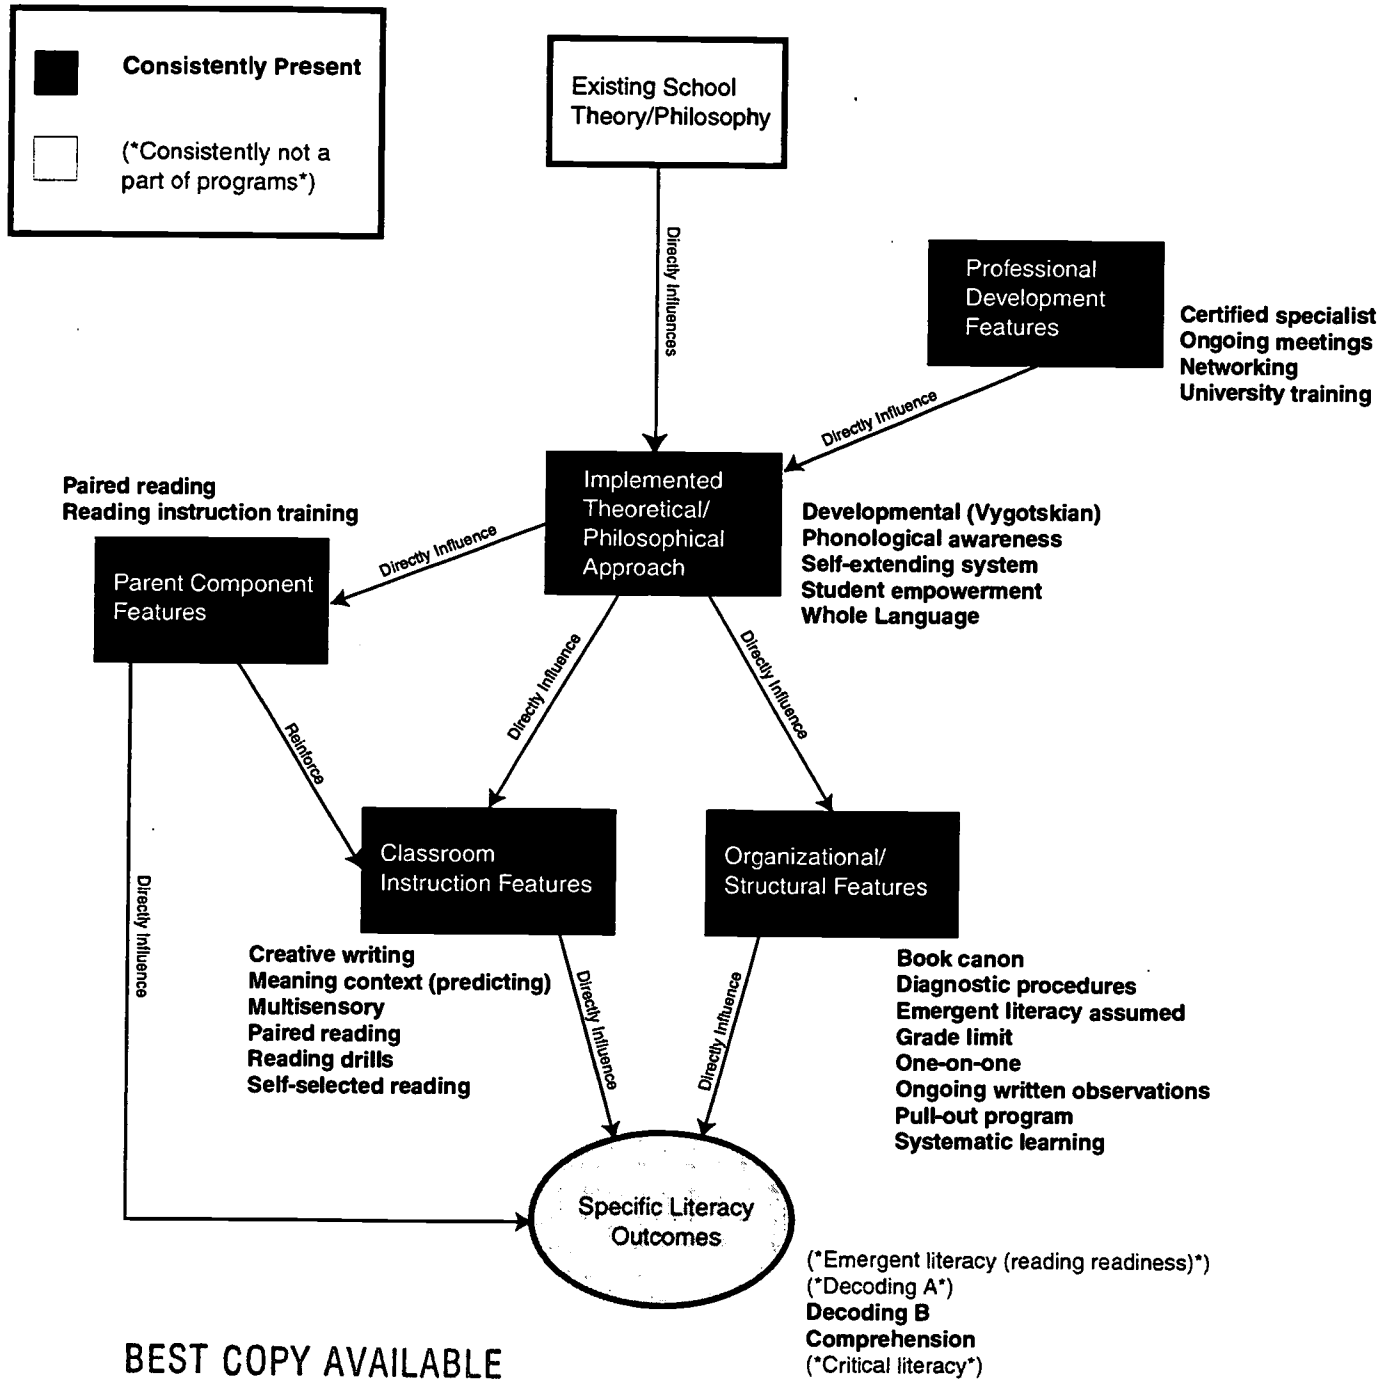 Consistently Present
(*Consistently not a
part of programs*)
Existing School
Theory/Philosophy
Directly Influences
Professional
Development
Features
Certified specialist
Ongoing meetings
Networking
University training
Directly Influence
Implemented
Theoretical/
Philosophical
Approach
Developmental (Vygotskian)
Phonological awareness
Self-extending system
Student empowerment
Whole Language
Paired reading
Reading instruction training
Directly Influence
Parent Component
Features
Directly Influence
Directly Influence
Reinforce
Directly Influence
Classroom
Instruction Features
Organizational/
Structural Features
Creative writing
Meaning context (predicting)
Multisensory
Paired reading
Reading drills
Self-selected reading
Directly Influence
Directly Influence
Book canon
Diagnostic procedures
Emergent literacy assumed
Grade limit
One-on-one
Ongoing written observations
Pull-out program
Systematic learning
Specific Literacy
Outcomes
(*Emergent literacy (reading readiness)*)
(*Decoding A*)
Decoding B
Comprehension
(*Critical literacy*)
BEST COPY AVAILABLE